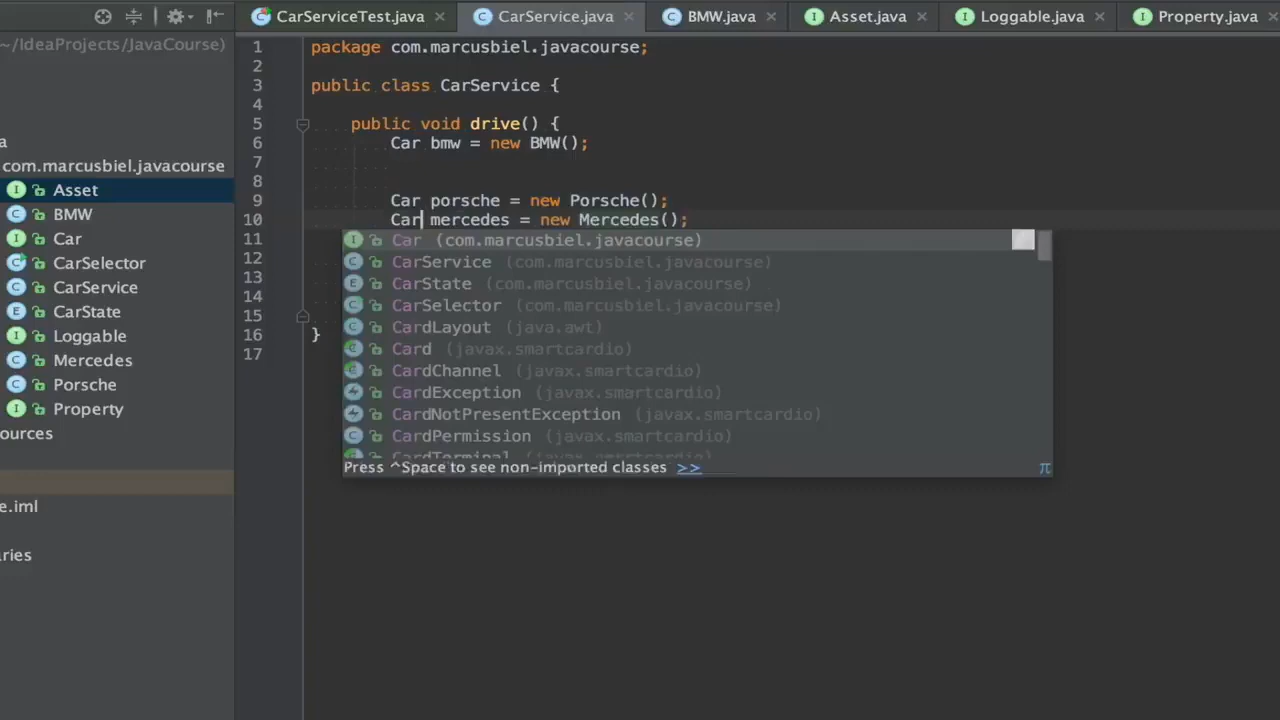 CarServiceTest.java × CarService.java × BMW.java × Asset.java × Loggable.java × Property.java ×
~/IdeaProjects/JavaCourse)
a
com.marcusbiel.javacourse
Asset
BMW
Car
CarSelector
CarService
CarState
Loggable
Mercedes
Porsche
Property
ources
e.iml
ries
1 package com.marcusbiel.javacourse;
2
3 public class CarService {
4
5 public void drive() {
6 Car bmw = new BMW();
7
8
9 Car porsche = new Porsche();
10 Car mercedes = new Mercedes();
11
12
13
14
15
16 }
17
Car (com.marcusbiel.javacourse)
CarService (com.marcusbiel.javacourse)
CarState (com.marcusbiel.javacourse)
CarSelector (com.marcusbiel.javacourse)
CardLayout (java.awt)
Card (javax.smartcardio)
CardChannel (javax.smartcardio)
CardException (javax.smartcardio)
CardNotPresentException (javax.smartcardio)
CardPermission (javax.smartcardio)
CardTerminal (javax.smartcardio)
Press ^Space to see non-imported classes >> π